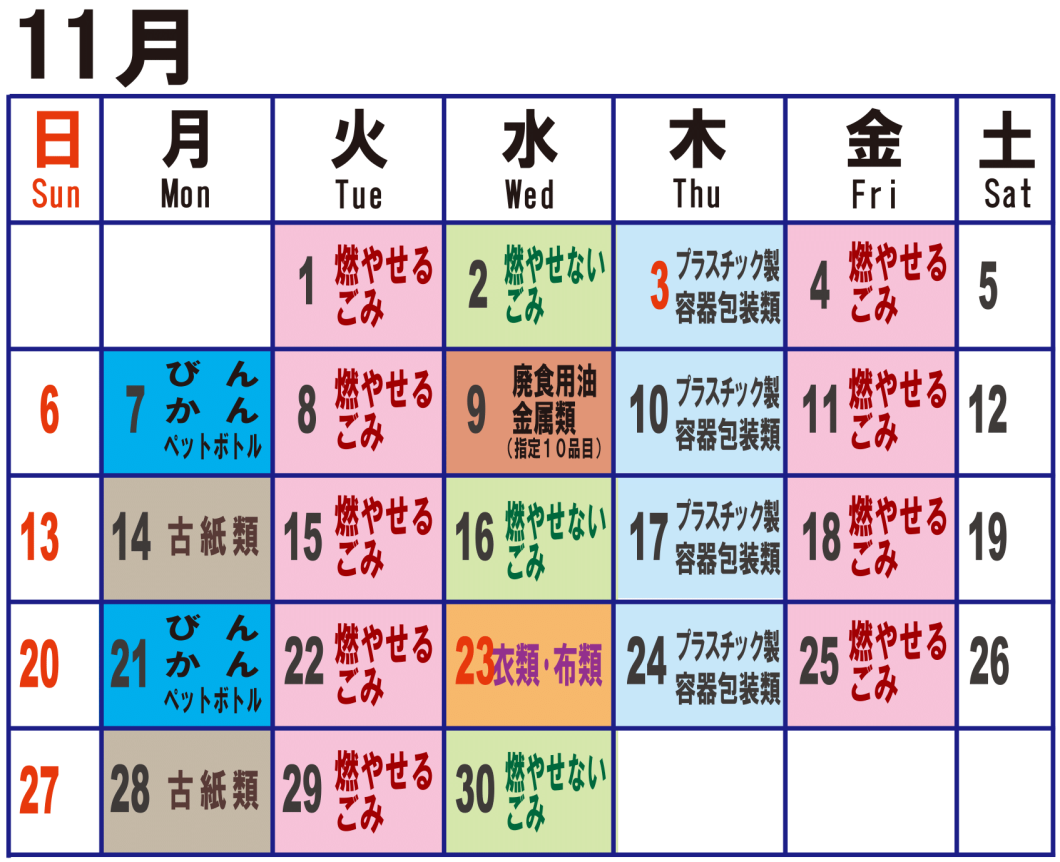 11月
日 月 火 水 木 金 土
Sun Mon Tue Wed Thu Fri Sat
1 燃やせる
ごみ
2 燃やせない
ごみ
3 プラスチック製
容器包装類
4 燃やせる
ごみ
5
6
7 びん
かん
ペットボトル
8 燃やせる
ごみ
9 廃食用油
金属類
(指定10品目)
10 プラスチック製
容器包装類
11 燃やせる
ごみ
12
13
14 古紙類
15 燃やせる
ごみ
16 燃やせない
ごみ
17 プラスチック製
容器包装類
18 燃やせる
ごみ
19
20
21 びん
かん
ペットボトル
22 燃やせる
ごみ
23 衣類・布類
24 プラスチック製
容器包装類
25 燃やせる
ごみ
26
27
28 古紙類
29 燃やせる
ごみ
30 燃やせない
ごみ